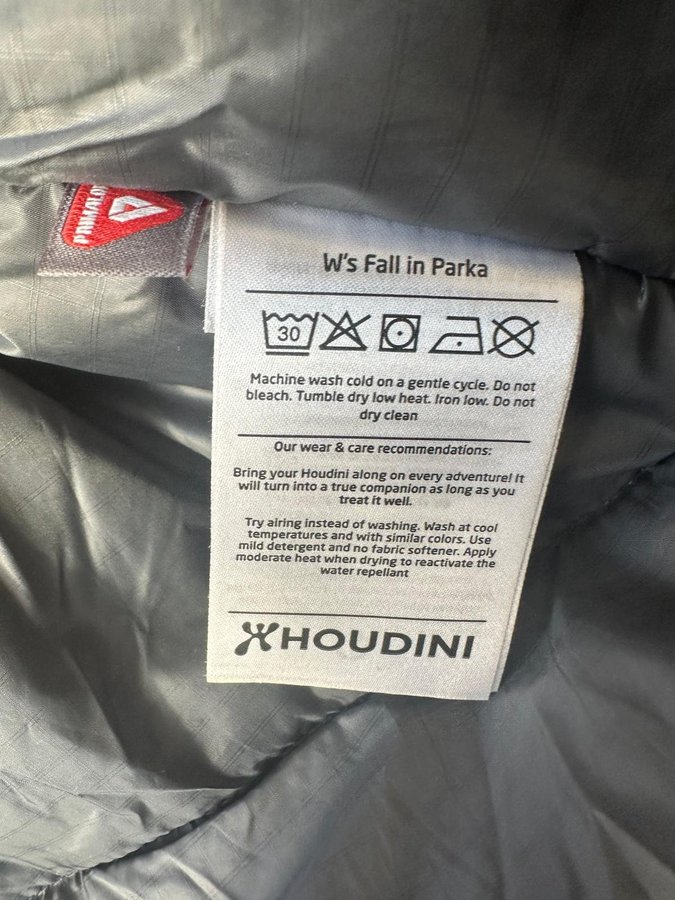 PRIMALOFT
W's Fall in Parka
30
Machine wash cold on a gentle cycle. Do not
bleach. Tumble dry low heat. Iron low. Do not
dry clean
Our wear & care recommendations:
Bring your Houdini along on every adventure! It
will turn into a true companion as long as you
treat it well.
Try airing instead of washing. Wash at cool
temperatures and with similar colors. Use
mild detergent and no fabric softener. Apply
moderate heat when drying to reactivate the
water repellant
HOUDINI